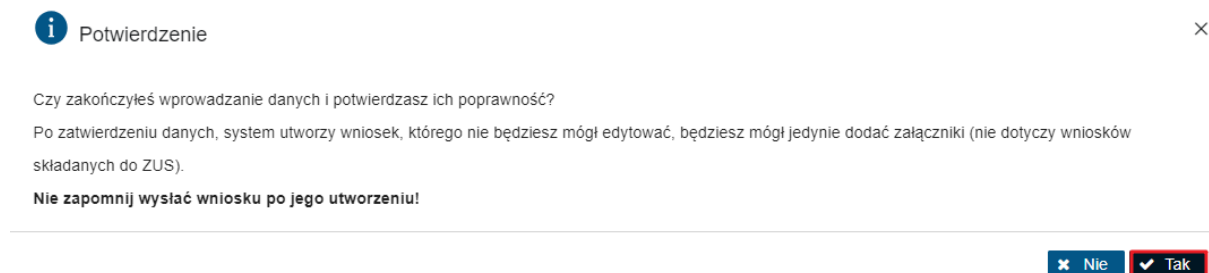 Potwierdzenie
Czy zakończyłeś wprowadzanie danych i potwierdzasz ich poprawność?
Po zatwierdzeniu danych, system utworzy wniosek, którego nie będziesz mógł edytować, będziesz mógł jedynie dodać załączniki (nie dotyczy wniosków
składanych do ZUS).
Nie zapomnij wysłać wniosku po jego utworzeniu!
Nie Tak